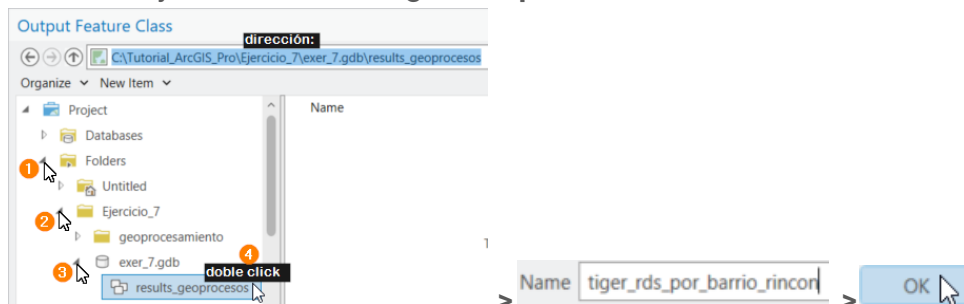 Output Feature Class
dirección:
C:\Tutorial_ArcGIS_Pro\Ejercicio_7\exer_7.gdb\results_geoprocesos
Organize New Item
Project
Name
Databases
1
Folders
Untitled
2
Ejercicio_7
geoprocesamiento
4
3
exer_7.gdb
doble click
results_geoprocesos
> Name tiger_rds_por_barrio_rincon > OK